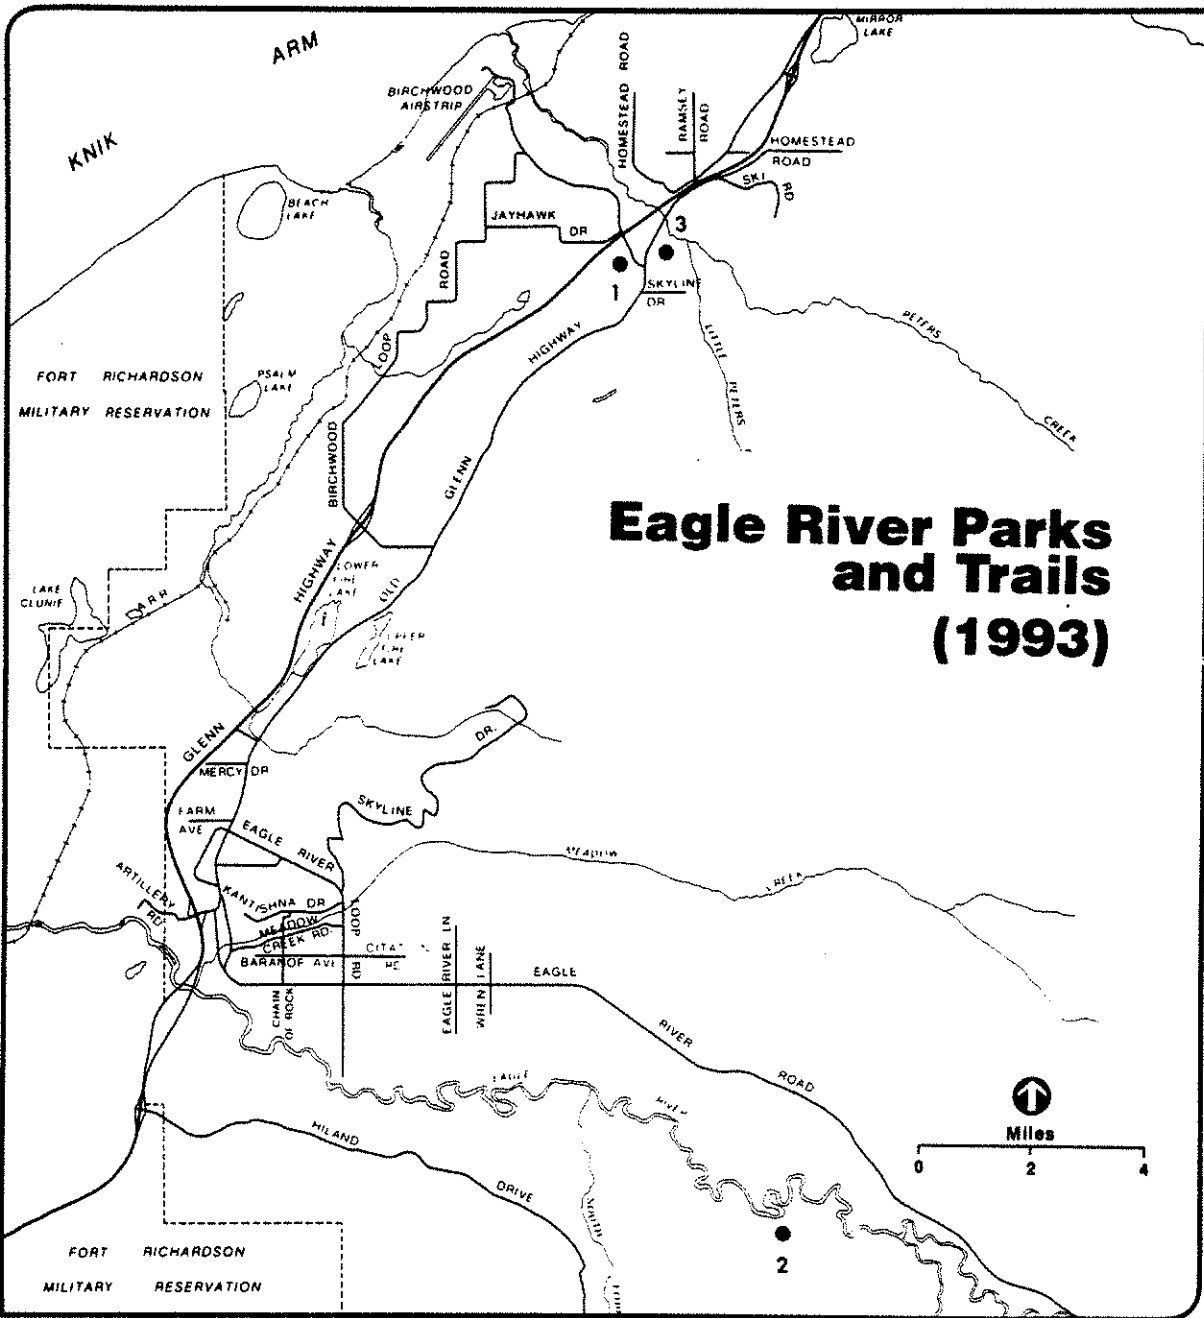 ARM
KNIK
MIRROR
LAKE
BIRCHWOOD
AIRSTRIP
HOMESTEAD ROAD
RAMSEY
ROAD
HOMESTEAD
ROAD
SKI
RD
BEACH
LAKE
JAYHAWK
DR
3
1
SKYLINE
DR
ROAD
LOOP
BIRCHWOOD
HIGHWAY
GLENN
OLD
PETERS
CREEK
LITTLE
PETERS
FORT RICHARDSON
MILITARY RESERVATION
PSALM
LAKE
Eagle River Parks
and Trails
(1993)
HIGHWAY
GLENN
LOWER
FIRE
LAKE
LAKE
LAKE
CLUNIE
ARR
MERCY DR
SKYLINE
DR.
FARM
AVE
EAGLE RIVER
LOOP
RD
ARTILLERY
RD
KANTISHNA DR
MEADOW
CREEK RD.
BARANOF AVE
CHAIN
OF ROCK
EAGLE RIVER LN
WREN LANE
MEADOW
CREEK
EAGLE
RIVER
ROAD
EAGLE
RIVER
HILAND
DRIVE
SOUTH
Miles
0 2 4
2
FORT RICHARDSON
MILITARY RESERVATION